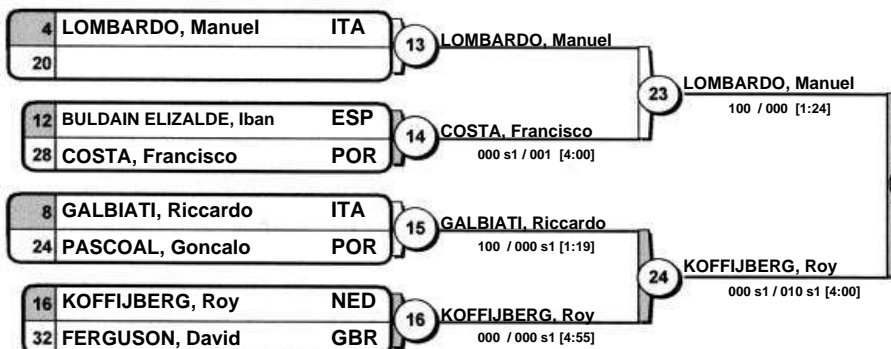 4 LOMBARDO, Manuel ITA
20
13
LOMBARDO, Manuel
12 BULDAIN ELIZALDE, Iban ESP
28 COSTA, Francisco POR
14
COSTA, Francisco
000 s1 / 001 [4:00]
23
LOMBARDO, Manuel
100 / 000 [1:24]
8 GALBIATI, Riccardo ITA
24 PASCOAL, Goncalo POR
15
GALBIATI, Riccardo
100 / 000 s1 [1:19]
16 KOFFIJBERG, Roy NED
32 FERGUSON, David GBR
16
KOFFIJBERG, Roy
000 / 000 s1 [4:55]
24
KOFFIJBERG, Roy
000 s1 / 010 s1 [4:00]